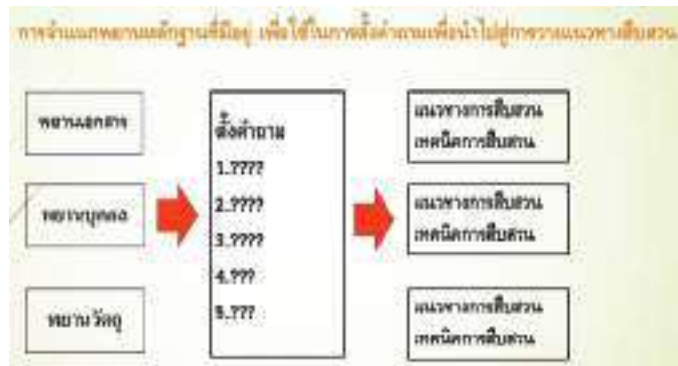 การจำแนกพยานหลักฐานที่มีอยู่ เพื่อใช้ในการตั้งคำถามเพื่อนำไปสู่การวางแนวทางสืบสวน
พยานเอกสาร
พยานบุคคล
พยานวัตถุ
ตั้งคำถาม
1.????
2.????
3.????
4.???
5.???
แนวทางการสืบสวน
เทคนิคการสืบสวน
แนวทางการสืบสวน
เทคนิคการสืบสวน
แนวทางการสืบสวน
เทคนิคการสืบสวน